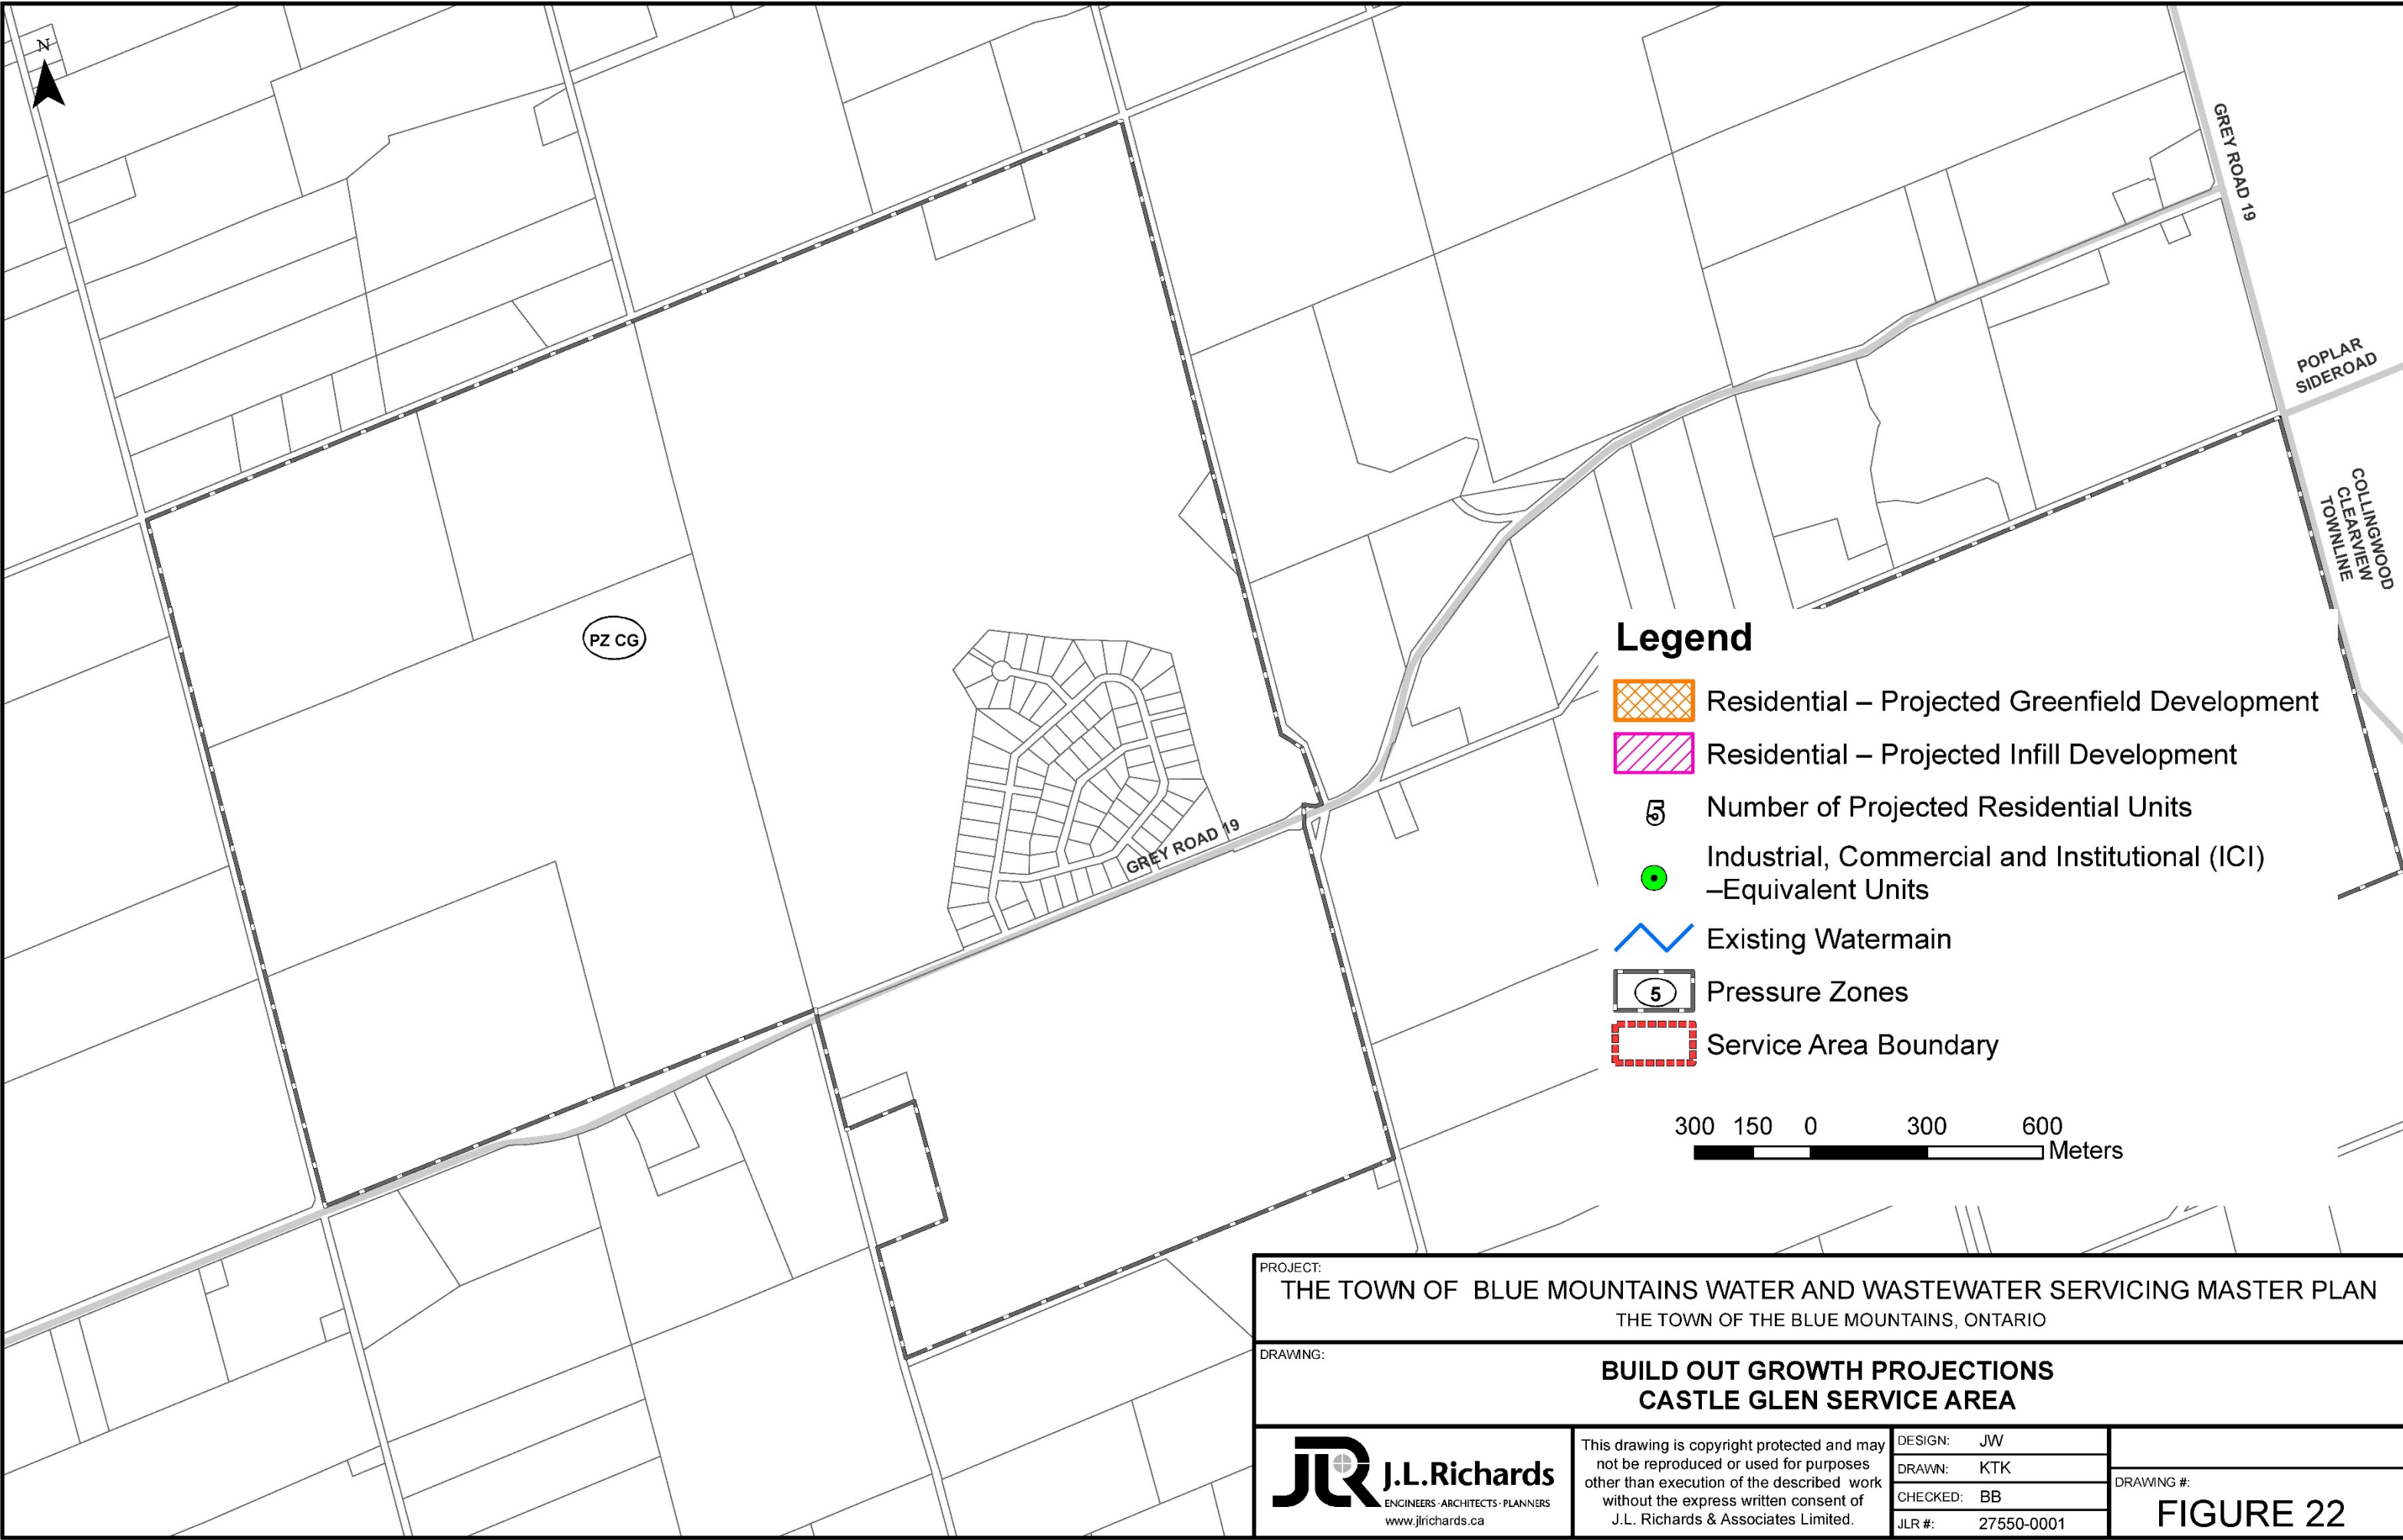 N
GREY ROAD 19
POPLAR
SIDEROAD
COLLINGWOOD
CLEARVIEW
TOWNLINE
PZ CG
GREY ROAD 19
Legend
Residential – Projected Greenfield Development
Residential – Projected Infill Development
5 Number of Projected Residential Units
Industrial, Commercial and Institutional (ICI)
–Equivalent Units
Existing Watermain
5 Pressure Zones
Service Area Boundary
300 150 0 300 600
Meters
PROJECT:
THE TOWN OF BLUE MOUNTAINS WATER AND WASTEWATER SERVICING MASTER PLAN
THE TOWN OF THE BLUE MOUNTAINS, ONTARIO
DRAWING:
BUILD OUT GROWTH PROJECTIONS
CASTLE GLEN SERVICE AREA
JLR J.L.Richards
ENGINEERS · ARCHITECTS · PLANNERS
www.jlrichards.ca
This drawing is copyright protected and may
not be reproduced or used for purposes
other than execution of the described work
without the express written consent of
J.L. Richards & Associates Limited.
DESIGN: JW
DRAWN: KTK
CHECKED: BB
JLR #: 27550-0001
DRAWING #:
FIGURE 22